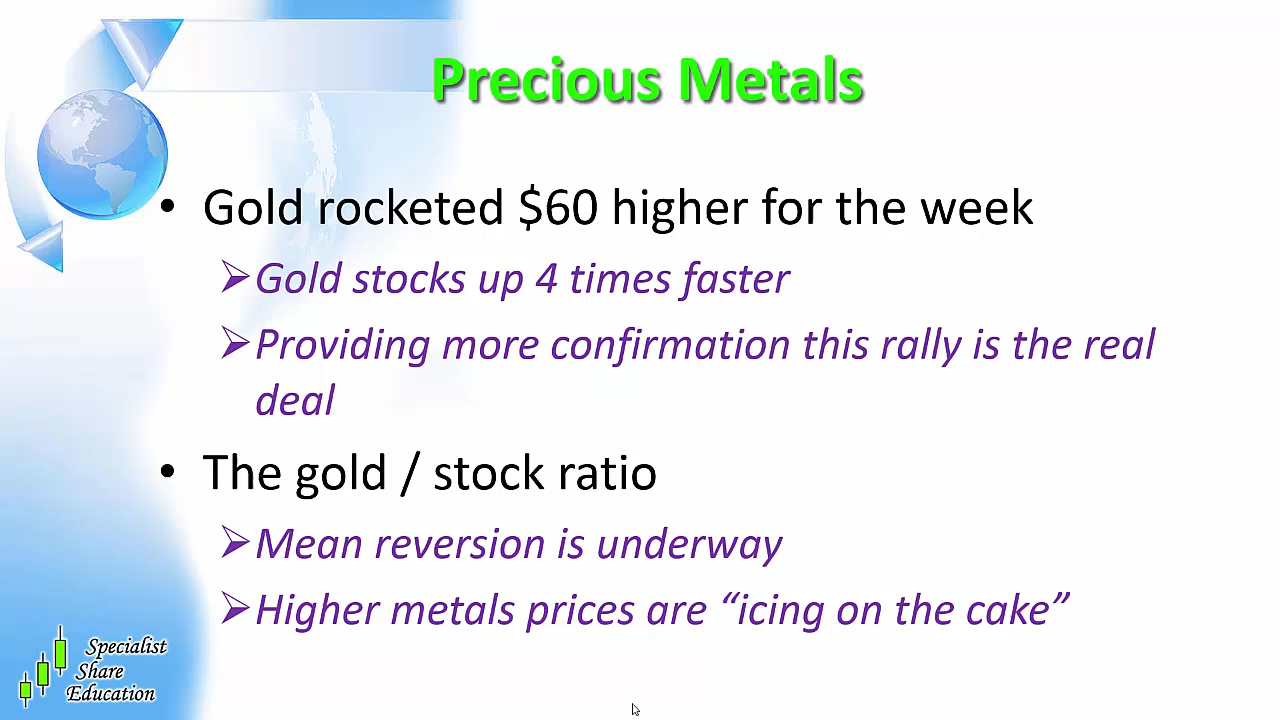 Precious Metals
• Gold rocketed $60 higher for the week
➢Gold stocks up 4 times faster
➢Providing more confirmation this rally is the real
deal
• The gold / stock ratio
➢Mean reversion is underway
➢Higher metals prices are “icing on the cake”
Specialist
Share
Education